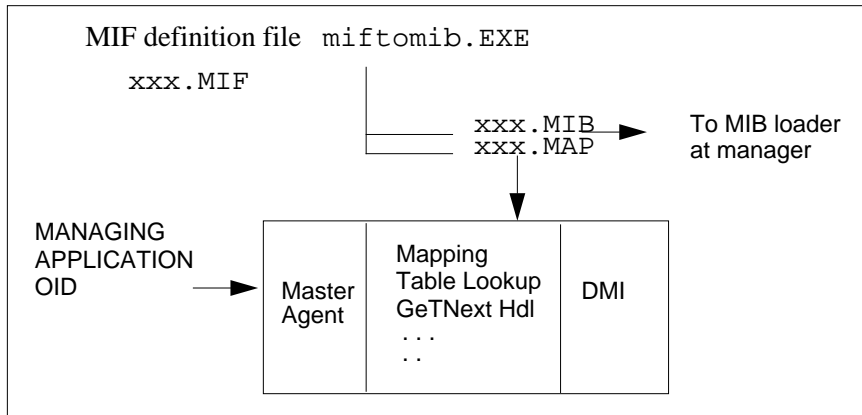 MIF definition file miftomib.EXE
xxx.MIF
xxx.MIB
xxx.MAP
To MIB loader
at manager
MANAGING
APPLICATION
OID
Master
Agent
Mapping
Table Lookup
GeTNext Hdl
...
..
DMI